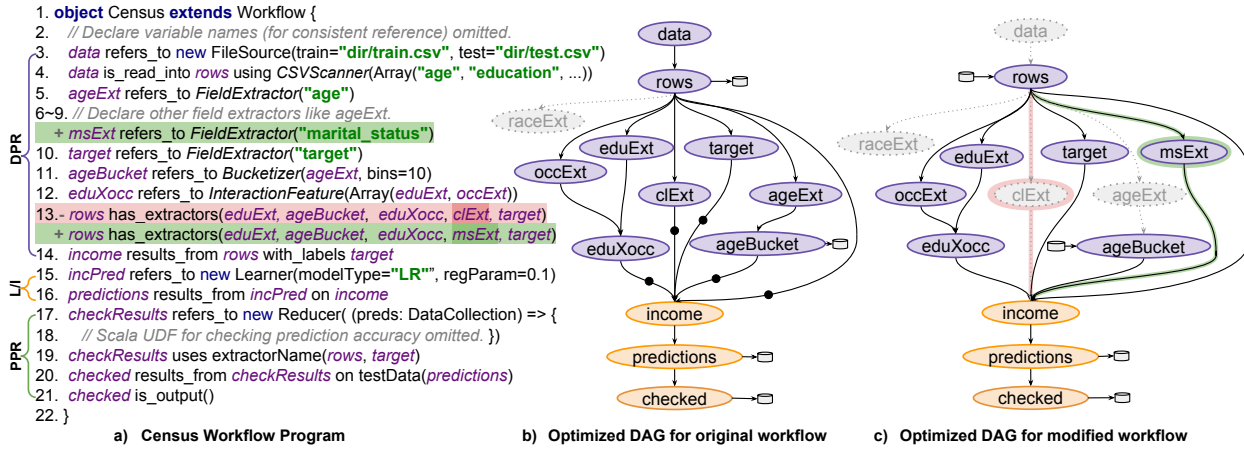 1. object Census extends Workflow {
2. // Declare variable names (for consistent reference) omitted.
3. data refers_to new FileSource(train="dir/train.csv", test="dir/test.csv")
4. data is_read_into rows using CSVScanner(Array("age", "education", ...))
5. ageExt refers_to FieldExtractor("age")
6~9. // Declare other field extractors like ageExt.
+ msExt refers_to FieldExtractor("marital_status")
10. target refers_to FieldExtractor("target")
11. ageBucket refers_to Bucketizer(ageExt, bins=10)
12. eduXocc refers_to InteractionFeature(Array(eduExt, occExt))
13.- rows has_extractors(eduExt, ageBucket, eduXocc, clExt, target)
+ rows has_extractors(eduExt, ageBucket, eduXocc, msExt, target)
14. income results_from rows with_labels target
15. incPred refers_to new Learner(modelType="LR"", regParam=0.1)
16. predictions results_from incPred on income
17. checkResults refers_to new Reducer( (preds: DataCollection) => {
18. // Scala UDF for checking prediction accuracy omitted. })
19. checkResults uses extractorName(rows, target)
20. checked results_from checkResults on testData(predictions)
21. checked is_output()
22. }
DPR
L/I
PPR
a) Census Workflow Program
data
rows
raceExt
eduExt
target
occExt
clExt
ageExt
eduXocc
ageBucket
income
predictions
checked
b) Optimized DAG for original workflow
data
rows
raceExt
eduExt
target
msExt
occExt
clExt
ageExt
eduXocc
ageBucket
income
predictions
checked
c) Optimized DAG for modified workflow